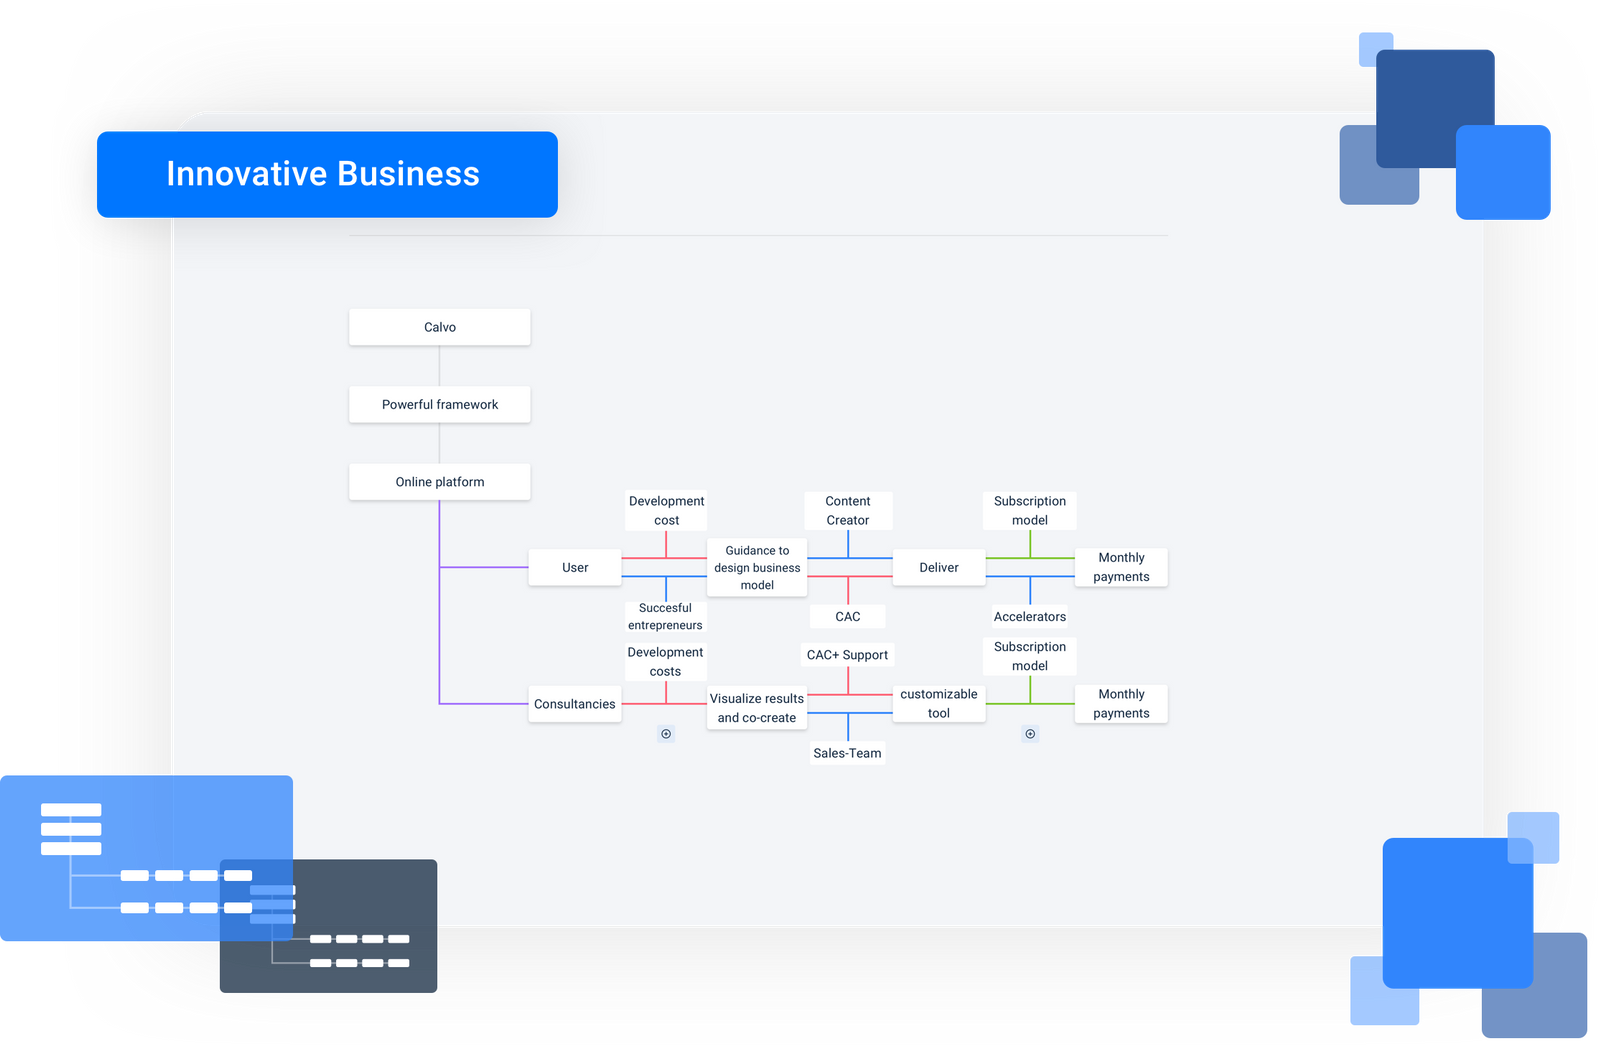 Innovative Business
Calvo
Powerful framework
Online platform
Development
cost
Content
Creator
Subscription
model
User
Guidance to
design business
model
Deliver
Monthly
payments
Succesful
entrepreneurs
CAC
Accelerators
Development
costs
CAC+ Support
Subscription
model
Consultancies
Visualize results
and co-create
customizable
tool
Monthly
payments
Sales-Team